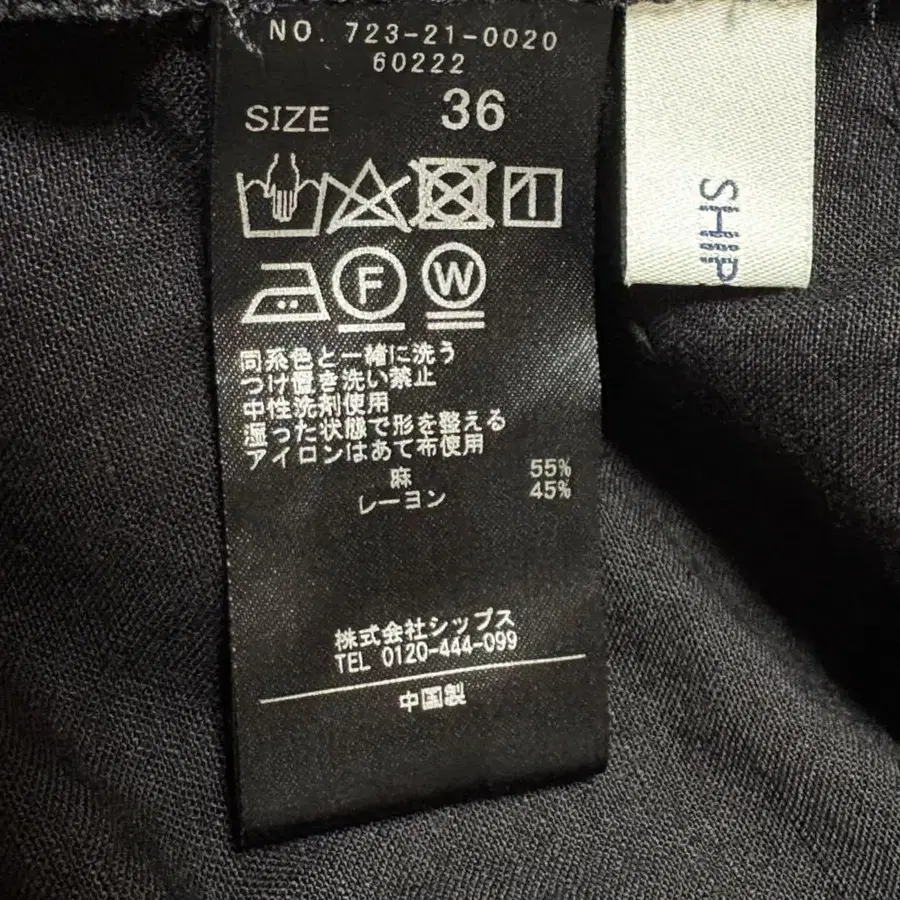 NO. 723-21-0020
60222
SIZE 36
F W
同系色と一緒に洗う
つけ置き洗い禁止
中性洗剤使用
湿った状態で形を整える
アイロンはあて布使用
麻 55%
レーヨン 45%
株式会社シップス
TEL 0120-444-099
中国製
SHIP